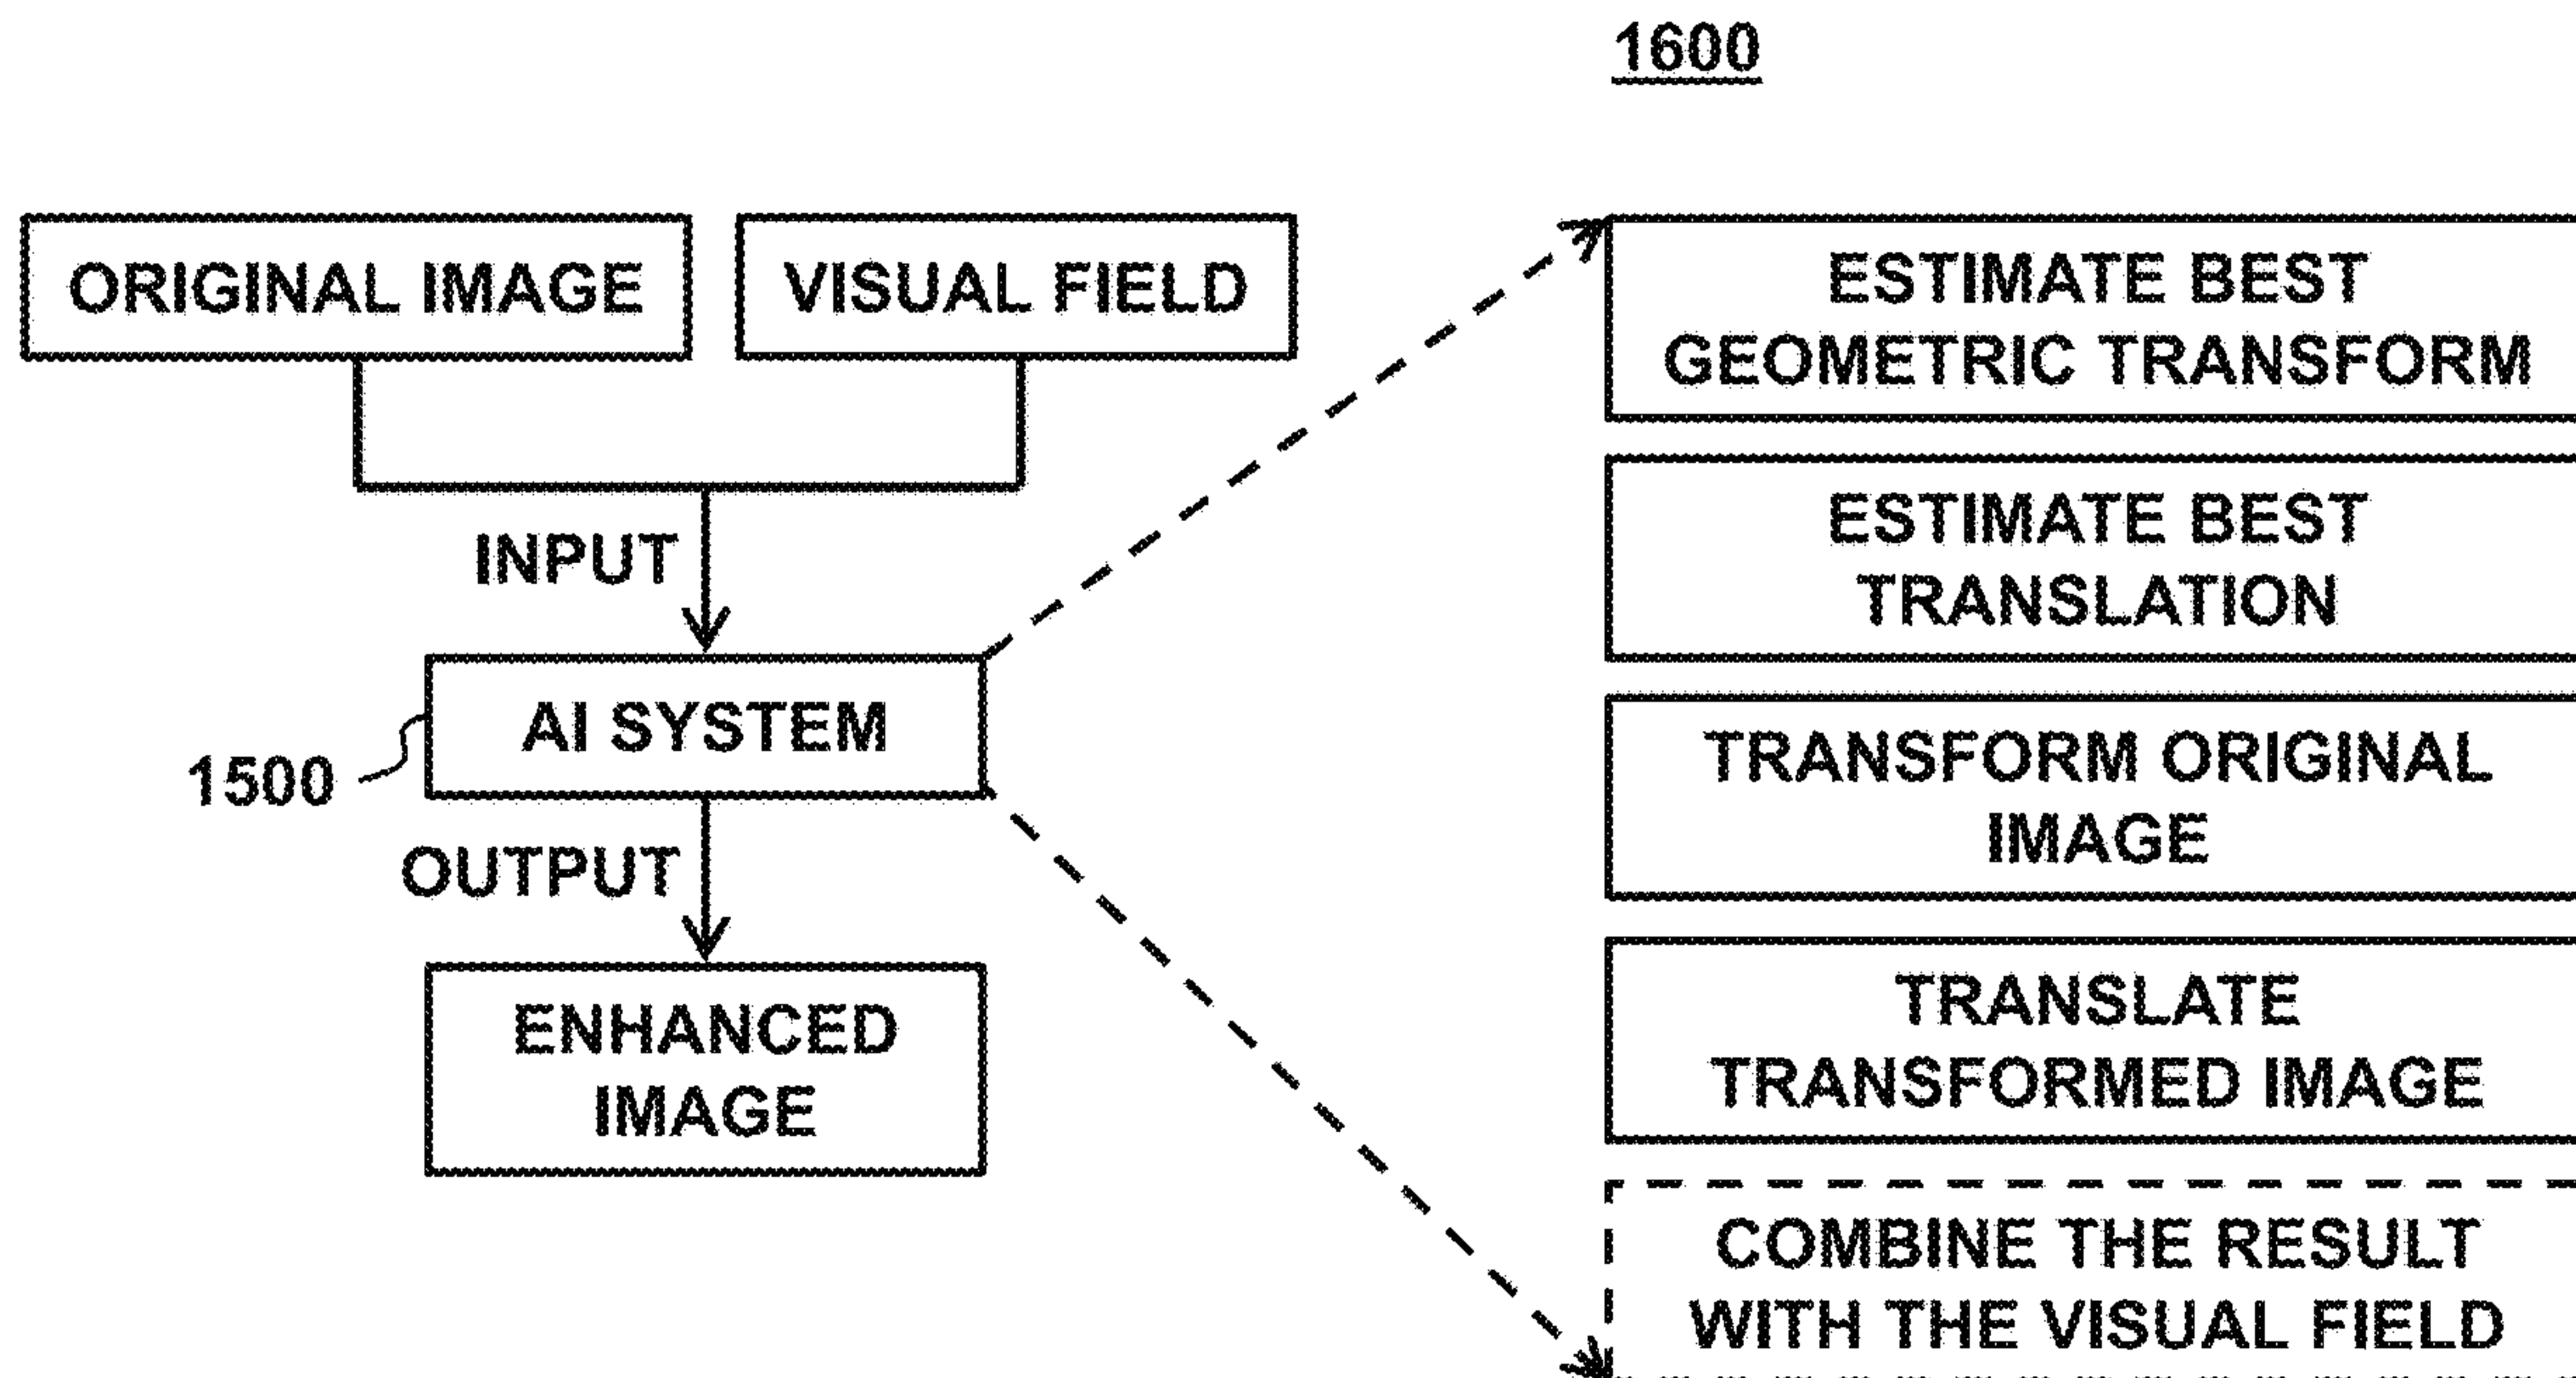 1600
ORIGINAL IMAGE
VISUAL FIELD
INPUT
AI SYSTEM
1500
OUTPUT
ENHANCED
IMAGE
ESTIMATE BEST
GEOMETRIC TRANSFORM
ESTIMATE BEST
TRANSLATION
TRANSFORM ORIGINAL
IMAGE
TRANSLATE
TRANSFORMED IMAGE
COMBINE THE RESULT
WITH THE VISUAL FIELD